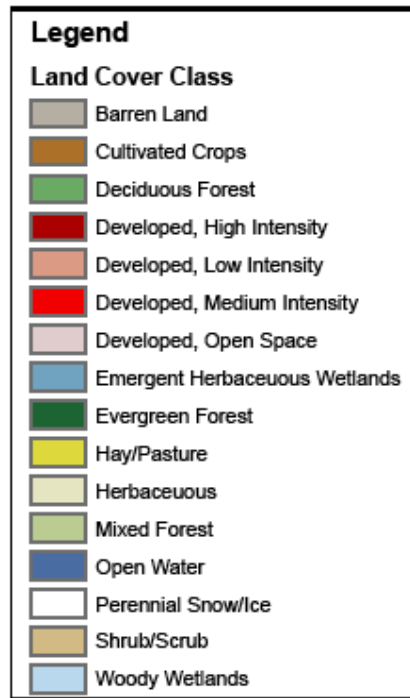 Legend
Land Cover Class
Barren Land
Cultivated Crops
Deciduous Forest
Developed, High Intensity
Developed, Low Intensity
Developed, Medium Intensity
Developed, Open Space
Emergent Herbaceuous Wetlands
Evergreen Forest
Hay/Pasture
Herbaceuous
Mixed Forest
Open Water
Perennial Snow/Ice
Shrub/Scrub
Woody Wetlands